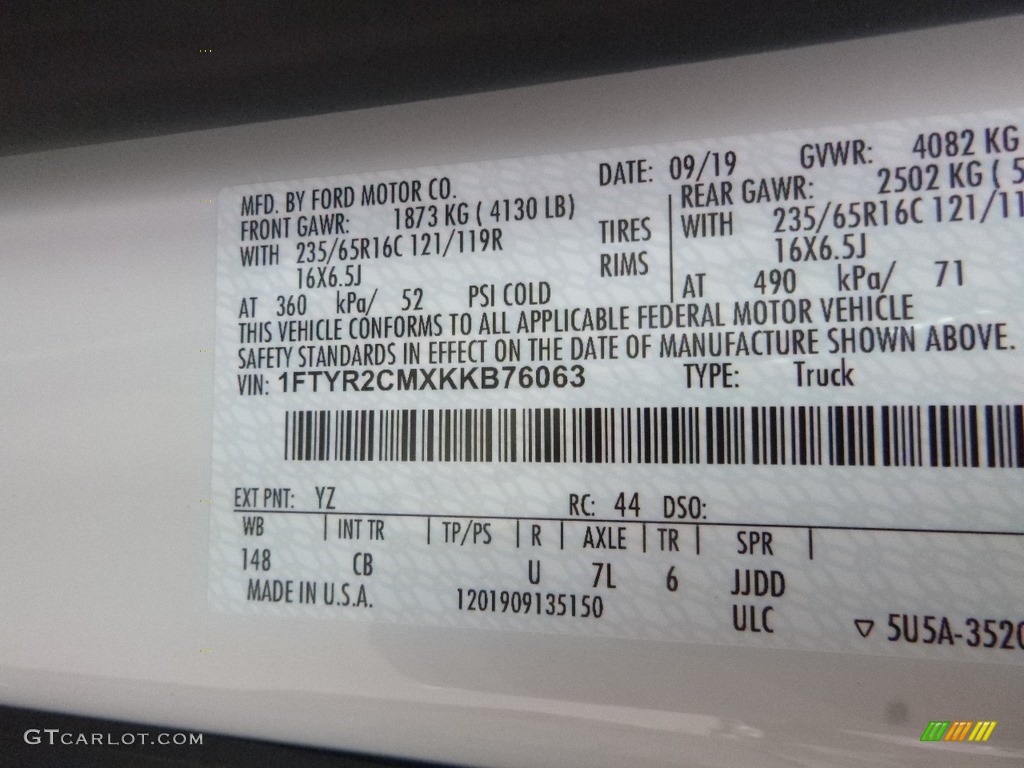 MFD. BY FORD MOTOR CO. DATE: 09/19 GVWR: 4082 KG
FRONT GAWR: 1873 KG ( 4130 LB) REAR GAWR: 2502 KG ( 5
WITH 235/65R16C 121/119R TIRES WITH 235/65R16C 121/11
16X6.5J RIMS 16X6.5J
AT 360 kPa/ 52 PSI COLD AT 490 kPa/ 71
THIS VEHICLE CONFORMS TO ALL APPLICABLE FEDERAL MOTOR VEHICLE
SAFETY STANDARDS IN EFFECT ON THE DATE OF MANUFACTURE SHOWN ABOVE.
VIN: 1FTYR2CMXKKB76063 TYPE: Truck
EXT PNT: YZ RC: 44 DSO:
WB INT TR TP/PS R AXLE TR SPR
148 CB U 7L 6 JJDD
MADE IN U.S.A. 1201909135150 ULC
5U5A-3520
GTCARLOT.COM